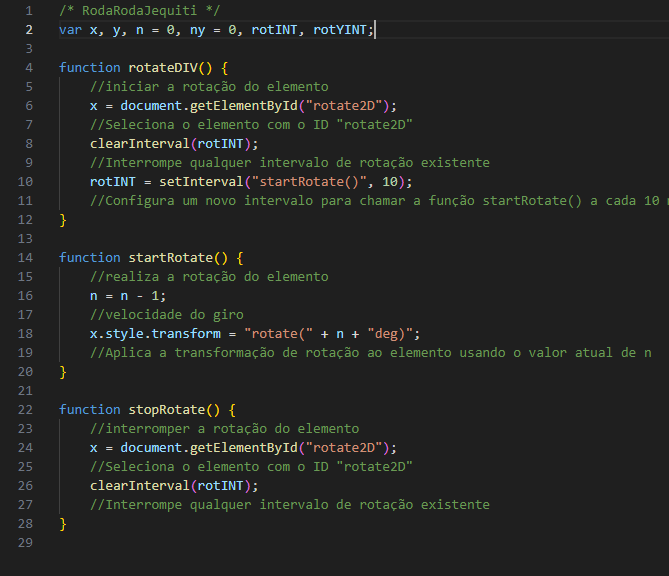 1 /* RodaRodaJequiti */
2 var x, y, n = 0, ny = 0, rotINT, rotYINT;
3
4 function rotateDIV() {
5 //iniciar a rotação do elemento
6 x = document.getElementById("rotate2D");
7 //Seleciona o elemento com o ID "rotate2D"
8 clearInterval(rotINT);
9 //Interrompe qualquer intervalo de rotação existente
10 rotINT = setInterval("startRotate()", 10);
11 //Configura um novo intervalo para chamar a função startRotate() a cada 10
12 }
13
14 function startRotate() {
15 //realiza a rotação do elemento
16 n = n - 1;
17 //velocidade do giro
18 x.style.transform = "rotate(" + n + "deg)";
19 //Aplica a transformação de rotação ao elemento usando o valor atual de n
20 }
21
22 function stopRotate() {
23 //interromper a rotação do elemento
24 x = document.getElementById("rotate2D");
25 //Seleciona o elemento com o ID "rotate2D"
26 clearInterval(rotINT);
27 //Interrompe qualquer intervalo de rotação existente
28 }
29